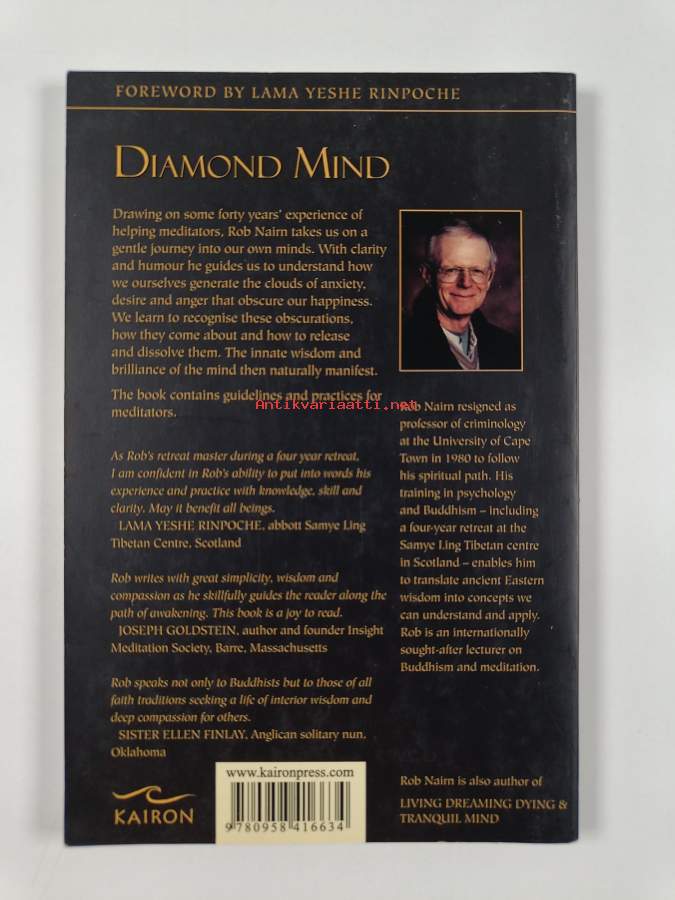 FOREWORD BY LAMA YESHE RINPOCHE
DIAMOND MIND
Drawing on some forty years' experience of
helping meditators, Rob Nairn takes us on a
gentle journey into our own minds. With clarity
and humour he guides us to understand how
we ourselves generate the clouds of anxiety,
desire and anger that obscure our happiness.
We learn to recognise these obscurations,
how they come about and how to release
and dissolve them. The innate wisdom and
brilliance of the mind then naturally manifest.
The book contains guidelines and practices for
meditators.
Antikvariaatti.net
As Rob's retreat master during a four year retreat,
I am confident in Rob's ability to put into words his
experience and practice with knowledge, skill and
clarity. May it benefit all beings.
LAMA YESHE RINPOCHE, abbott Samye Ling
Tibetan Centre, Scotland
Rob writes with great simplicity, wisdom and
compassion as he skillfully guides the reader along the
path of awakening. This book is a joy to read.
JOSEPH GOLDSTEIN, author and founder Insight
Meditation Society, Barre, Massachusetts
Rob speaks not only to Buddhists but to those of all
faith traditions seeking a life of interior wisdom and
deep compassion for others.
SISTER ELLEN FINLAY, Anglican solitary nun,
Oklahoma
Rob Nairn resigned as
professor of criminology
at the University of Cape
Town in 1980 to follow
his spiritual path. His
training in psychology
and Buddhism – including
a four-year retreat at the
Samye Ling Tibetan centre
in Scotland – enables him
to translate ancient Eastern
wisdom into concepts we
can understand and apply.
Rob is an internationally
sought-after lecturer on
Buddhism and meditation.
Rob Nairn is also author of
LIVING DREAMING DYING &
TRANQUIL MIND
KAIRON
www.kaironpress.com
9 780958 416634